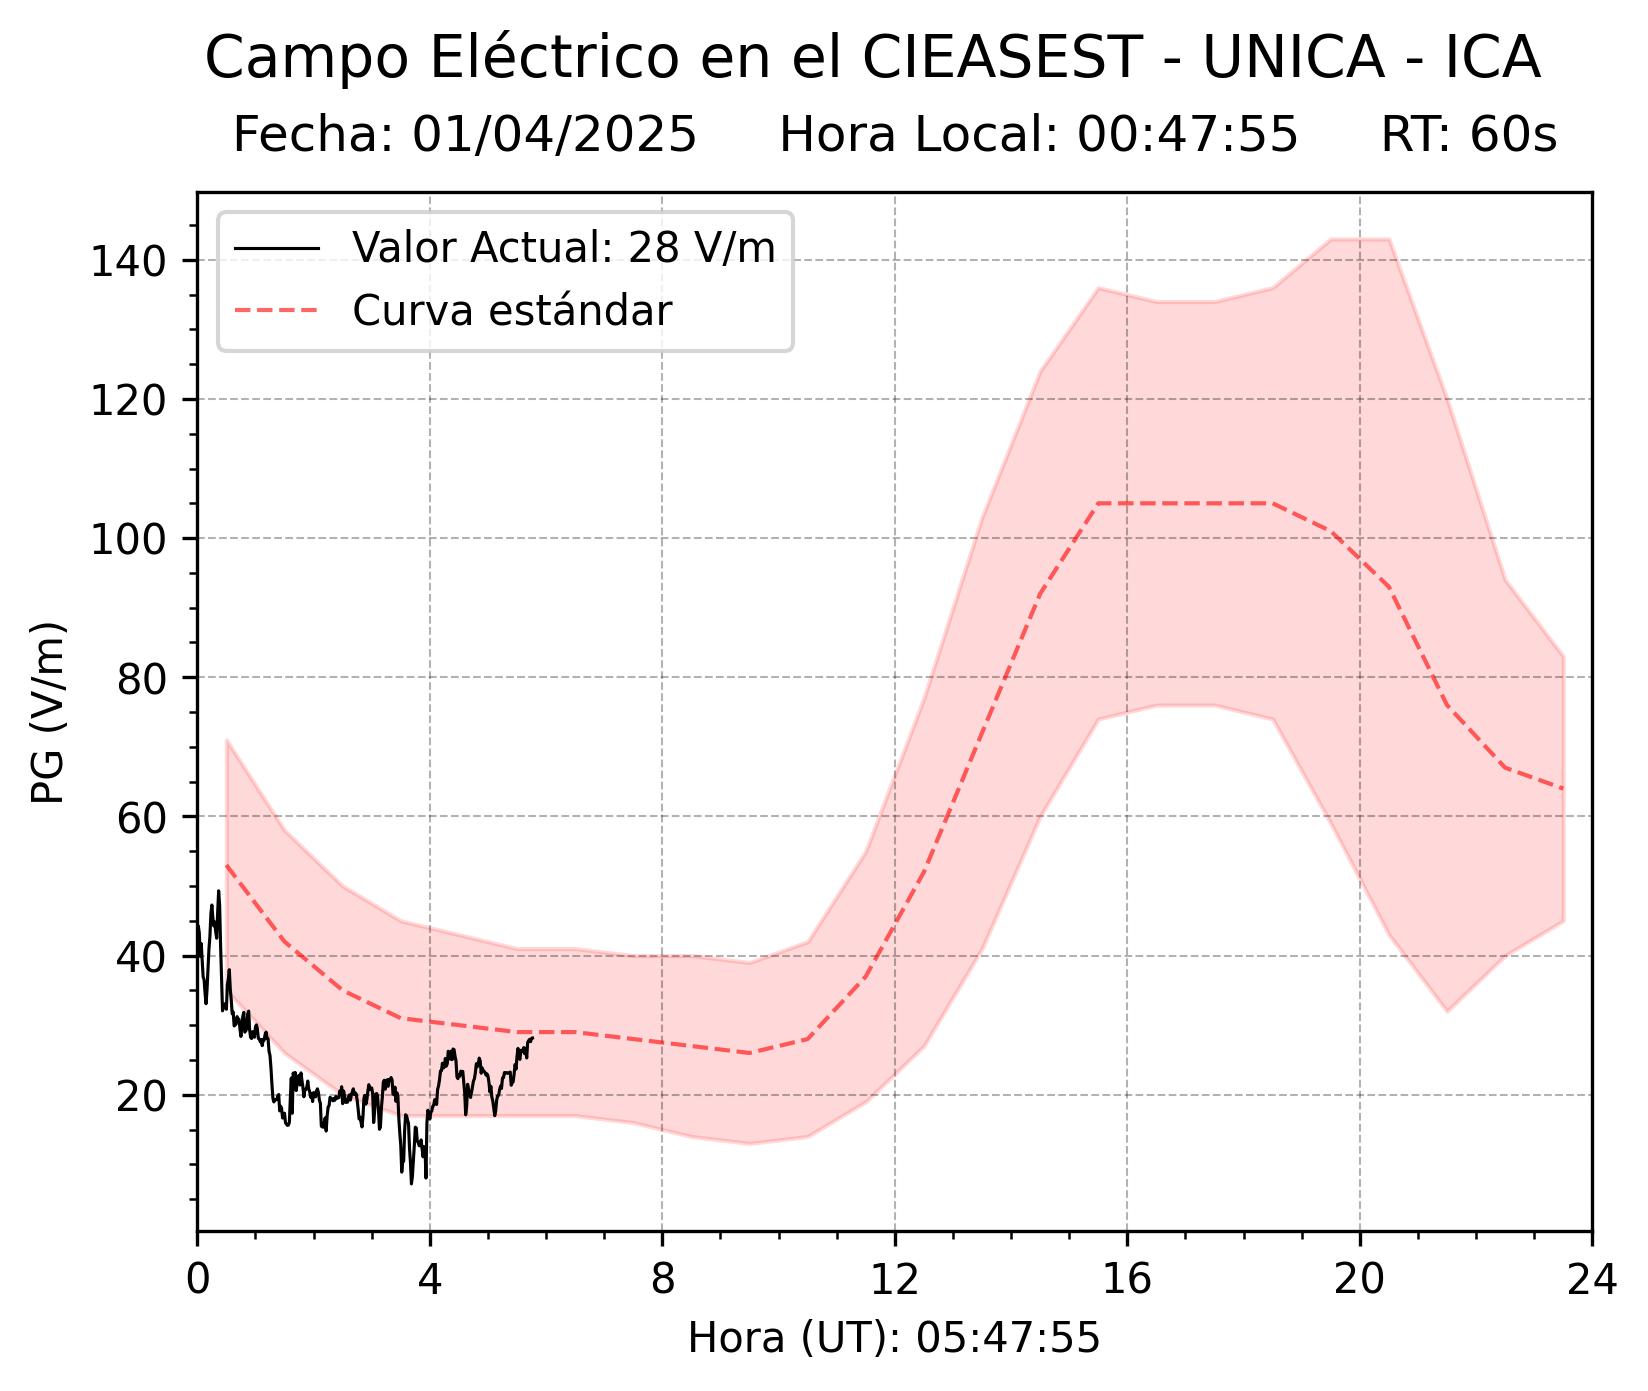 Campo Eléctrico en el CIEASEST - UNICA - ICA
Fecha: 01/04/2025 Hora Local: 00:47:55 RT: 60s
Valor Actual: 28 V/m
Curva estándar
140
120
100
80
60
40
20
PG (V/m)
0 4 8 12 16 20 24
Hora (UT): 05:47:55